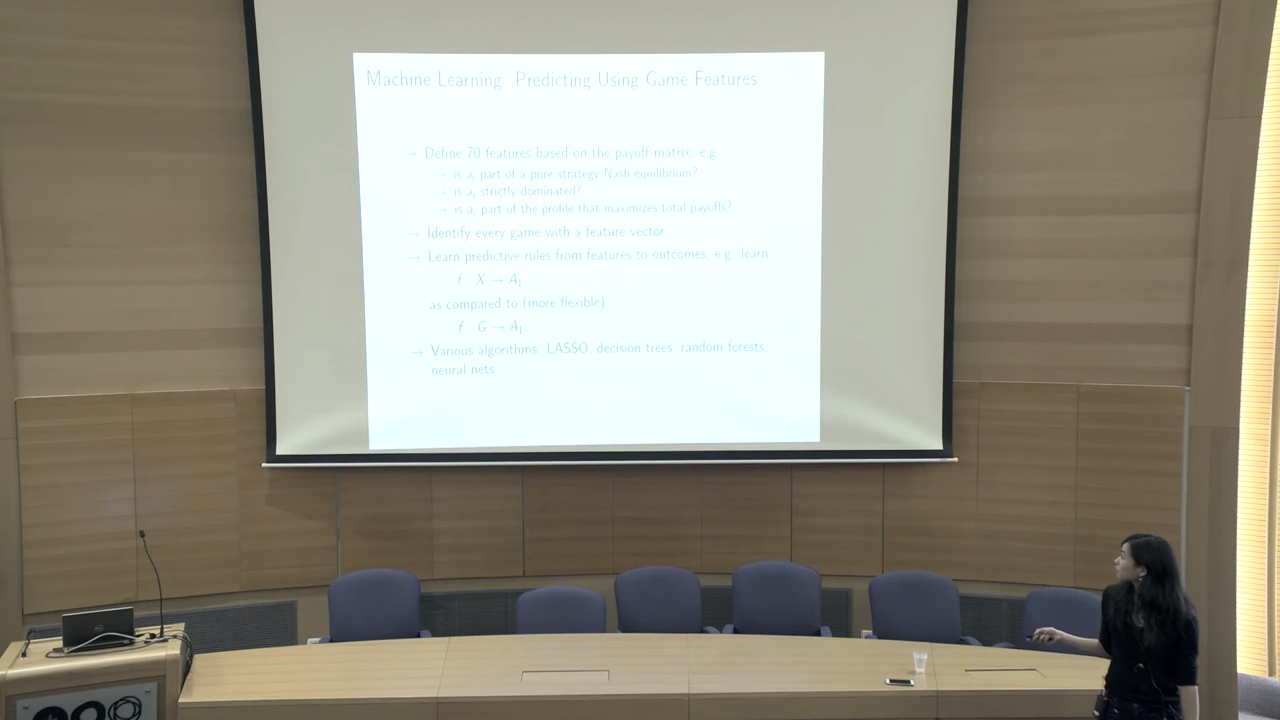 Machine Learning: Predicting Using Game Features
→ Define 70 features based on the payoff matrix, e.g.
→ is aᵢ part of a pure strategy Nash equilibrium?
→ is aᵢ strictly dominated?
→ is aᵢ part of the profile that maximizes total payoffs?
→ Identify every game with a feature vector
→ Learn predictive rules from features to outcomes, e.g. learn
f : X → A₁
as compared to (more flexible)
f : G → A₁
→ Various algorithms: LASSO, decision trees, random forests,
neural nets.